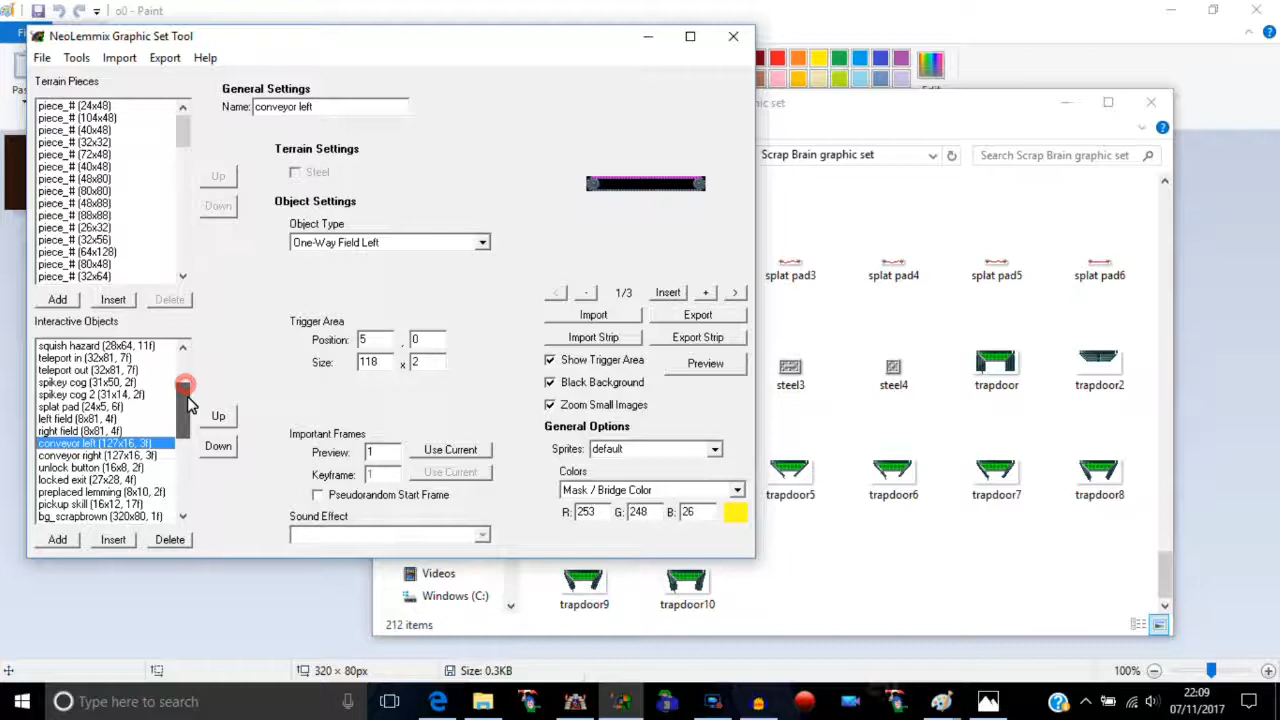 o0 - Paint
NeoLemmix Graphic Set Tool
File Tools Import Export Help
Terrain Pieces
piece_# (24x48)
piece_# (104x48)
piece_# (40x48)
piece_# (32x32)
piece_# (72x48)
piece_# (40x48)
piece_# (48x80)
piece_# (80x80)
piece_# (48x88)
piece_# (88x88)
piece_# (26x32)
piece_# (32x56)
piece_# (64x128)
piece_# (80x48)
piece_# (32x64)
Up
Down
Add Insert Delete
Interactive Objects
squish hazard (28x64, 11f)
teleport in (32x81, 7f)
teleport out (32x81, 7f)
spikey cog (31x50, 2f)
spikey cog 2 (31x14, 2f)
splat pad (24x5, 6f)
left field (8x81, 4f)
right field (8x81, 4f)
conveyor left (127x16, 3f)
conveyor right (127x16, 3f)
unlock button (16x8, 2f)
locked exit (27x28, 4f)
preplaced lemming (8x10, 2f)
pickup skill (16x12, 17f)
bg_scrapbrown (320x80, 1f)
Up
Down
Add Insert Delete
General Settings
Name: conveyor left
Terrain Settings
Steel
Object Settings
Object Type
One-Way Field Left
Trigger Area
Position: 5 , 0
Size: 118 x 2
Important Frames
Preview: 1 Use Current
Keyframe: 1 Use Current
Pseudorandom Start Frame
Sound Effect
< - 1/3 Insert + >
Import Export
Import Strip Export Strip
Show Trigger Area
Preview
Black Background
Zoom Small Images
General Options
Sprites: default
Colors
Mask / Bridge Color
R: 253 G: 248 B: 26
Scrap Brain graphic set
Search Scrap Brain graphic set
splat pad3 splat pad4 splat pad5 splat pad6
steel3 steel4 trapdoor trapdoor2
trapdoor5 trapdoor6 trapdoor7 trapdoor8
Videos
Windows (C:)
trapdoor9 trapdoor10
212 items
320 × 80px
Size: 0.3KB
100%
Type here to search
22:09
07/11/2017